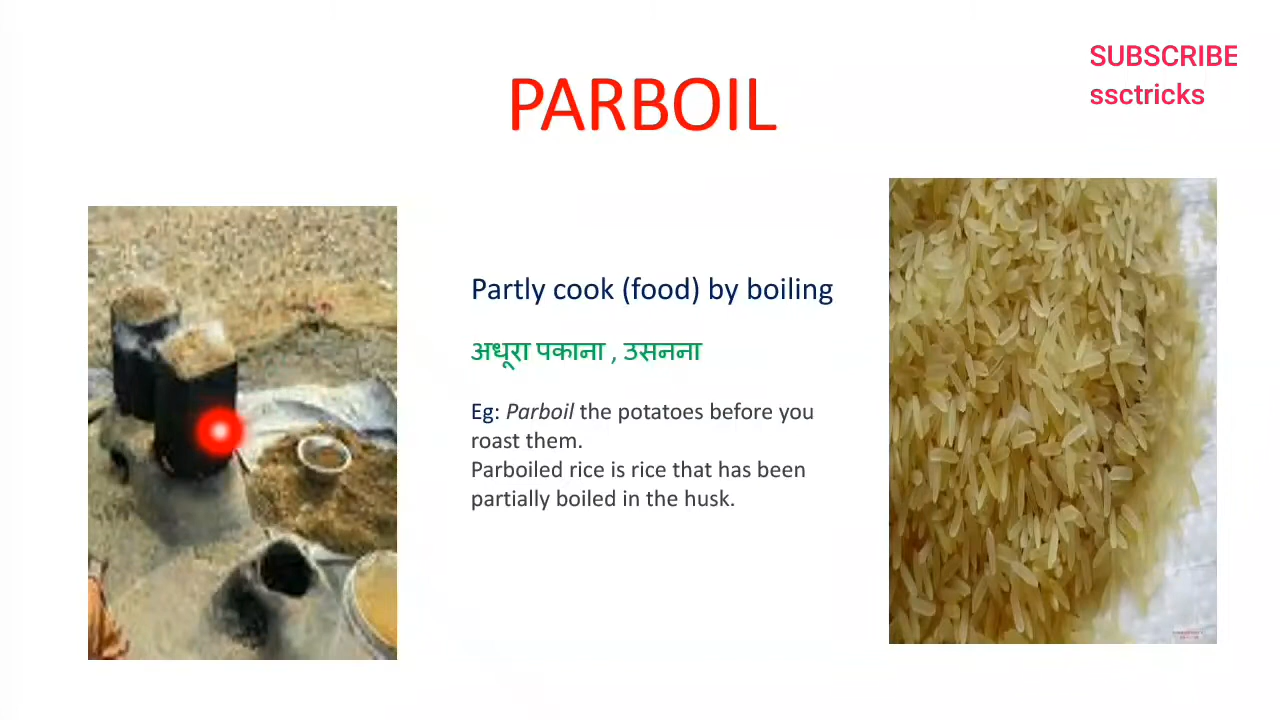 SUBSCRIBE
ssctricks
PARBOIL
Partly cook (food) by boiling
अधूरा पकाना , उसनना
Eg: Parboil the potatoes before you
roast them.
Parboiled rice is rice that has been
partially boiled in the husk.